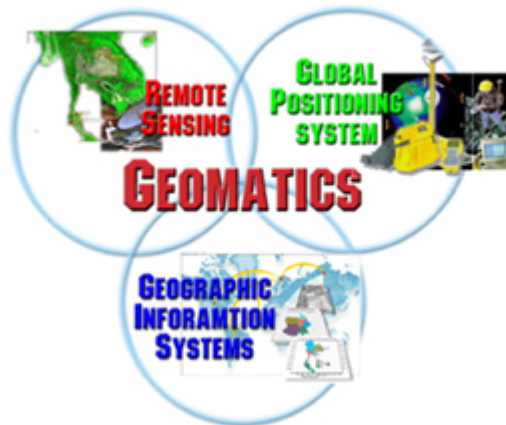 REMOTE
SENSING
GLOBAL
POSITIONING
SYSTEM
GEOMATICS
GEOGRAPHIC
INFORAMTION
SYSTEMS